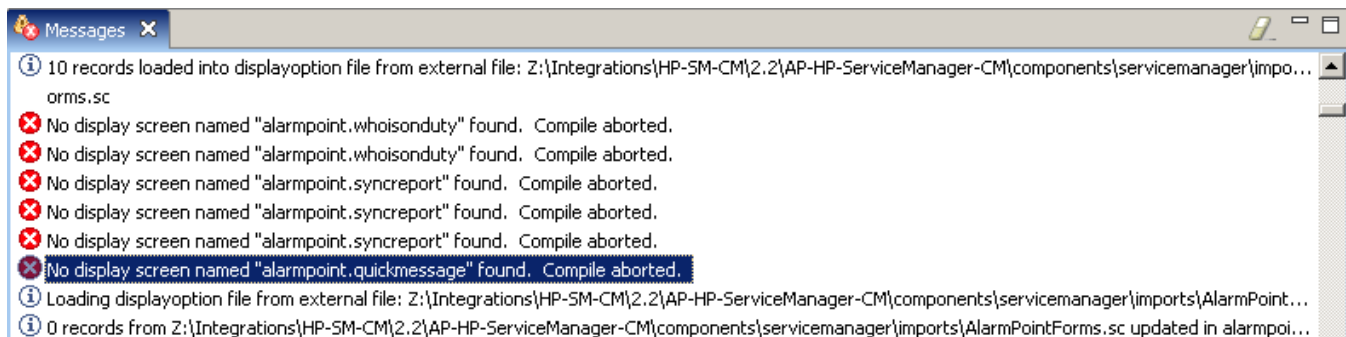 Messages
10 records loaded into displayoption file from external file: Z:\Integrations\HP-SM-CM\2.2\AP-HP-ServiceManager-CM\components\servicemanager\impo...
orms.sc
No display screen named "alarmpoint.whoisonduty" found.  Compile aborted.
No display screen named "alarmpoint.whoisonduty" found.  Compile aborted.
No display screen named "alarmpoint.syncreport" found.  Compile aborted.
No display screen named "alarmpoint.syncreport" found.  Compile aborted.
No display screen named "alarmpoint.syncreport" found.  Compile aborted.
No display screen named "alarmpoint.quickmessage" found.  Compile aborted.
Loading displayoption file from external file: Z:\Integrations\HP-SM-CM\2.2\AP-HP-ServiceManager-CM\components\servicemanager\imports\AlarmPoint...
0 records from Z:\Integrations\HP-SM-CM\2.2\AP-HP-ServiceManager-CM\components\servicemanager\imports\AlarmPointForms.sc updated in alarmpoi...